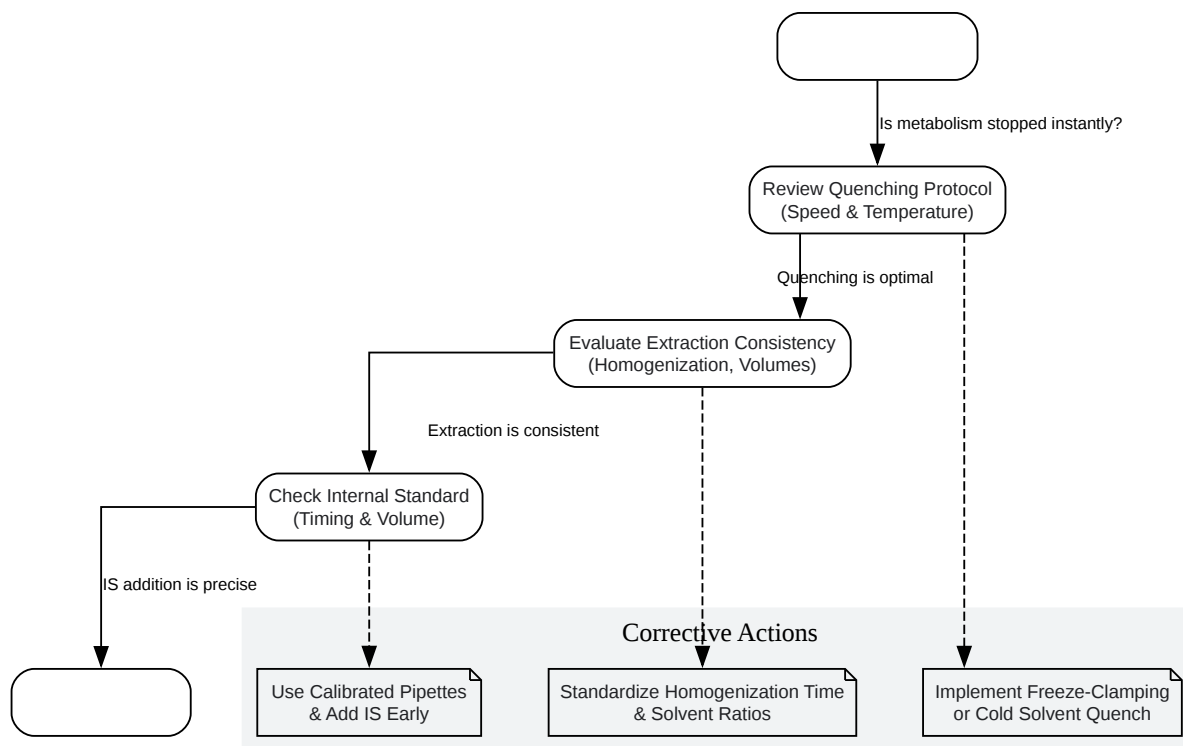 Is metabolism stopped instantly?
Review Quenching Protocol
(Speed & Temperature)
Quenching is optimal
Evaluate Extraction Consistency
(Homogenization, Volumes)
Extraction is consistent
Check Internal Standard
(Timing & Volume)
IS addition is precise
Corrective Actions
Use Calibrated Pipettes
& Add IS Early
Standardize Homogenization Time
& Solvent Ratios
Implement Freeze-Clamping
or Cold Solvent Quench